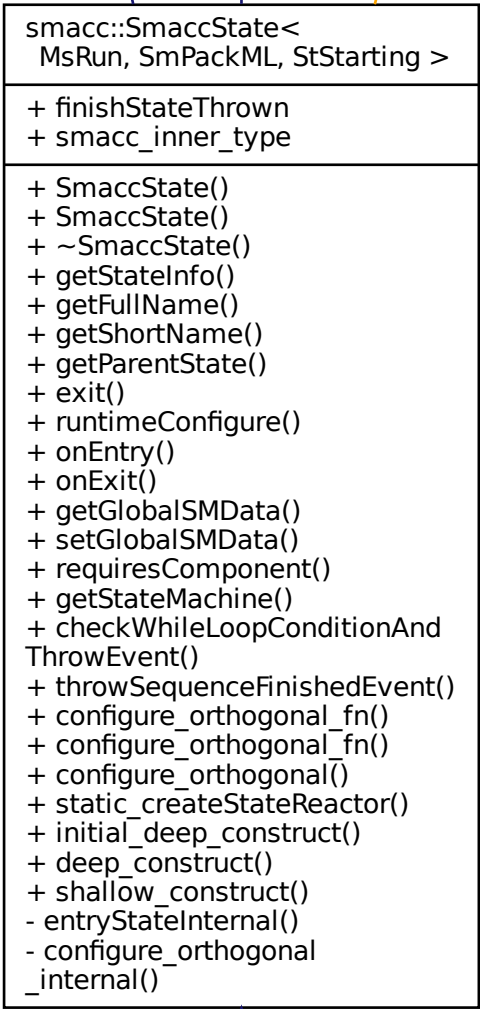 smacc::SmaccState<
MsRun, SmPackML, StStarting >
+ finishStateThrown
+ smacc_inner_type
+ SmaccState()
+ SmaccState()
+ ~SmaccState()
+ getStateInfo()
+ getFullName()
+ getShortName()
+ getParentState()
+ exit()
+ runtimeConfigure()
+ onEntry()
+ onExit()
+ getGlobalSMData()
+ setGlobalSMData()
+ requiresComponent()
+ getStateMachine()
+ checkWhileLoopConditionAnd
ThrowEvent()
+ throwSequenceFinishedEvent()
+ configure_orthogonal_fn()
+ configure_orthogonal_fn()
+ configure_orthogonal()
+ static_createStateReactor()
+ initial_deep_construct()
+ deep_construct()
+ shallow_construct()
- entryStateInternal()
- configure_orthogonal
_internal()